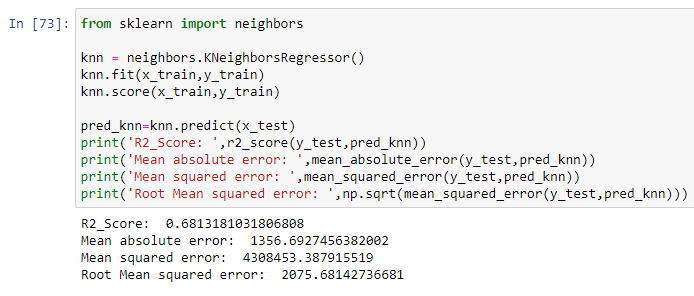 In [73]: from sklearn import neighbors
knn = neighbors.KNeighborsRegressor()
knn.fit(x_train,y_train)
knn.score(x_train,y_train)
pred_knn=knn.predict(x_test)
print('R2_Score: ',r2_score(y_test,pred_knn))
print('Mean absolute error: ',mean_absolute_error(y_test,pred_knn))
print('Mean squared error: ',mean_squared_error(y_test,pred_knn))
print('Root Mean squared error: ',np.sqrt(mean_squared_error(y_test,pred_knn)))
R2_Score:  0.6813181031806808
Mean absolute error:  1356.6927456382002
Mean squared error:  4308453.387915519
Root Mean squared error:  2075.68142736681